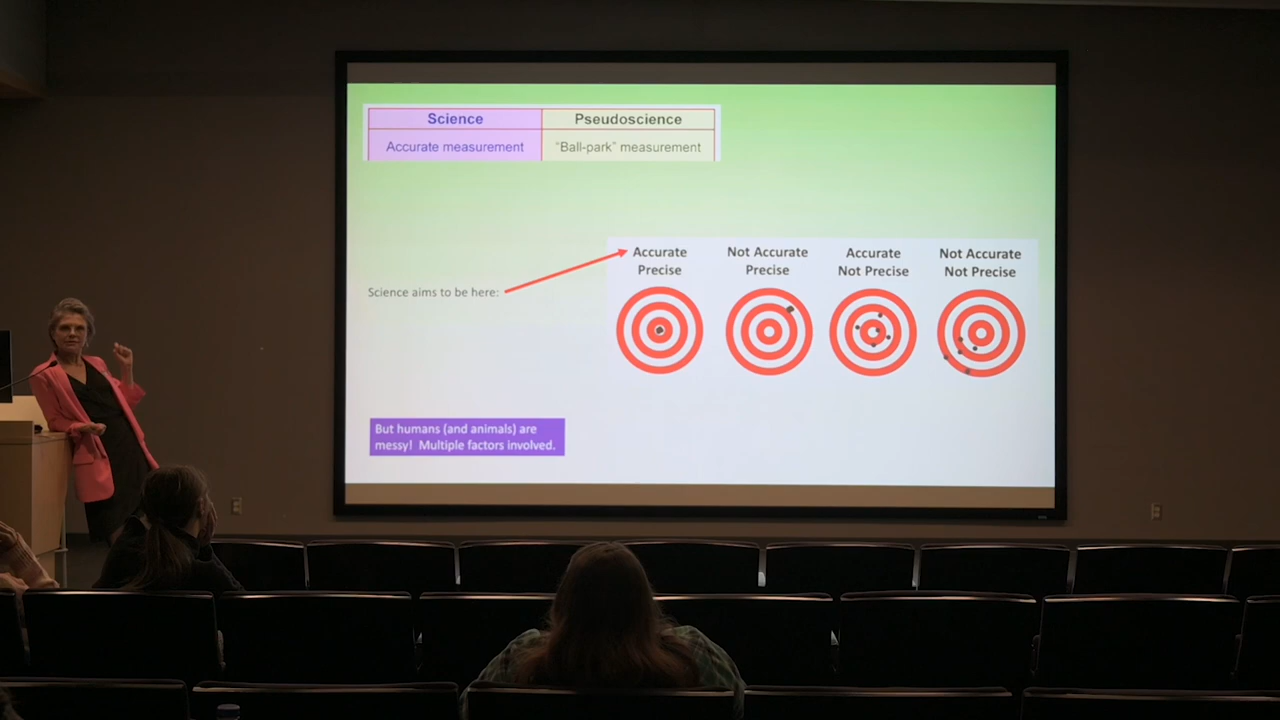 Science
Pseudoscience
Accurate measurement
“Ball-park” measurement
Science aims to be here:
Accurate
Precise
Not Accurate
Precise
Accurate
Not Precise
Not Accurate
Not Precise
But humans (and animals) are
messy!  Multiple factors involved.